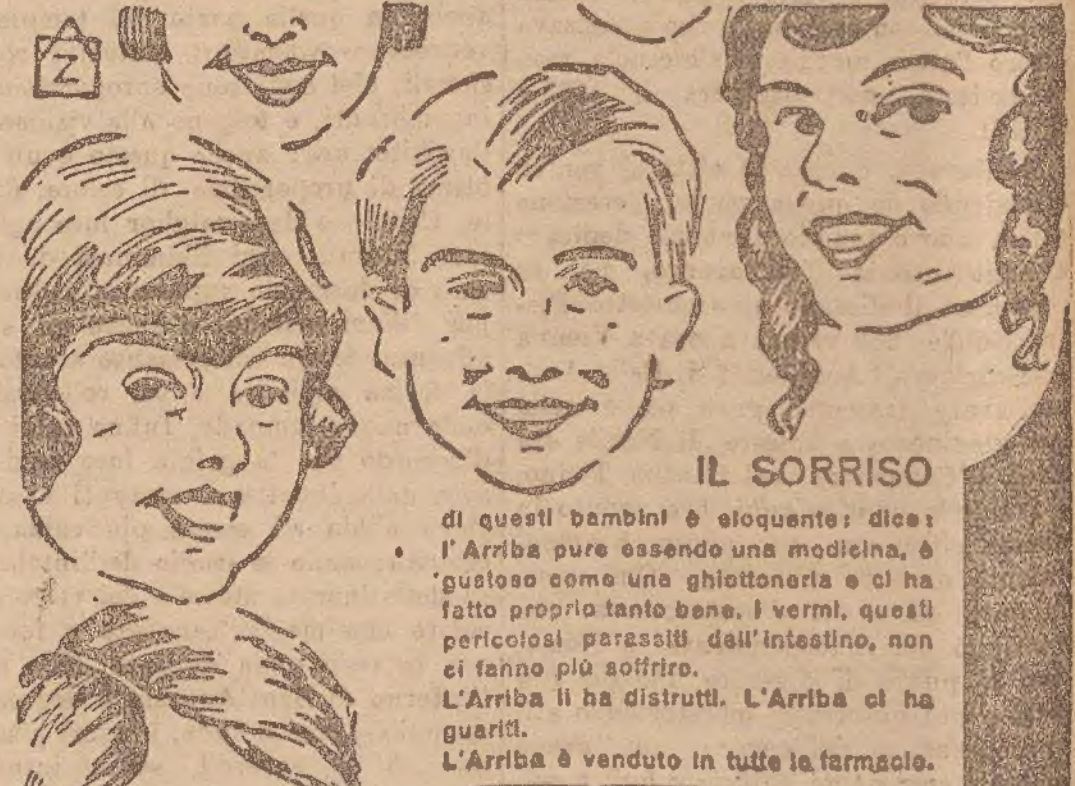 Z
IL SORRISO
di questi bambini è eloquente: dice:
l'Arriba pure essendo una medicina, è
gustoso come una ghiottoneria e ci ha
fatto proprio tanto bene. I vermi, questi
pericolosi parassiti dell'intestino, non
ci fanno più soffrire.
L'Arriba li ha distrutti. L'Arriba ci ha
guariti.
L'Arriba è venduto in tutte le farmacie.